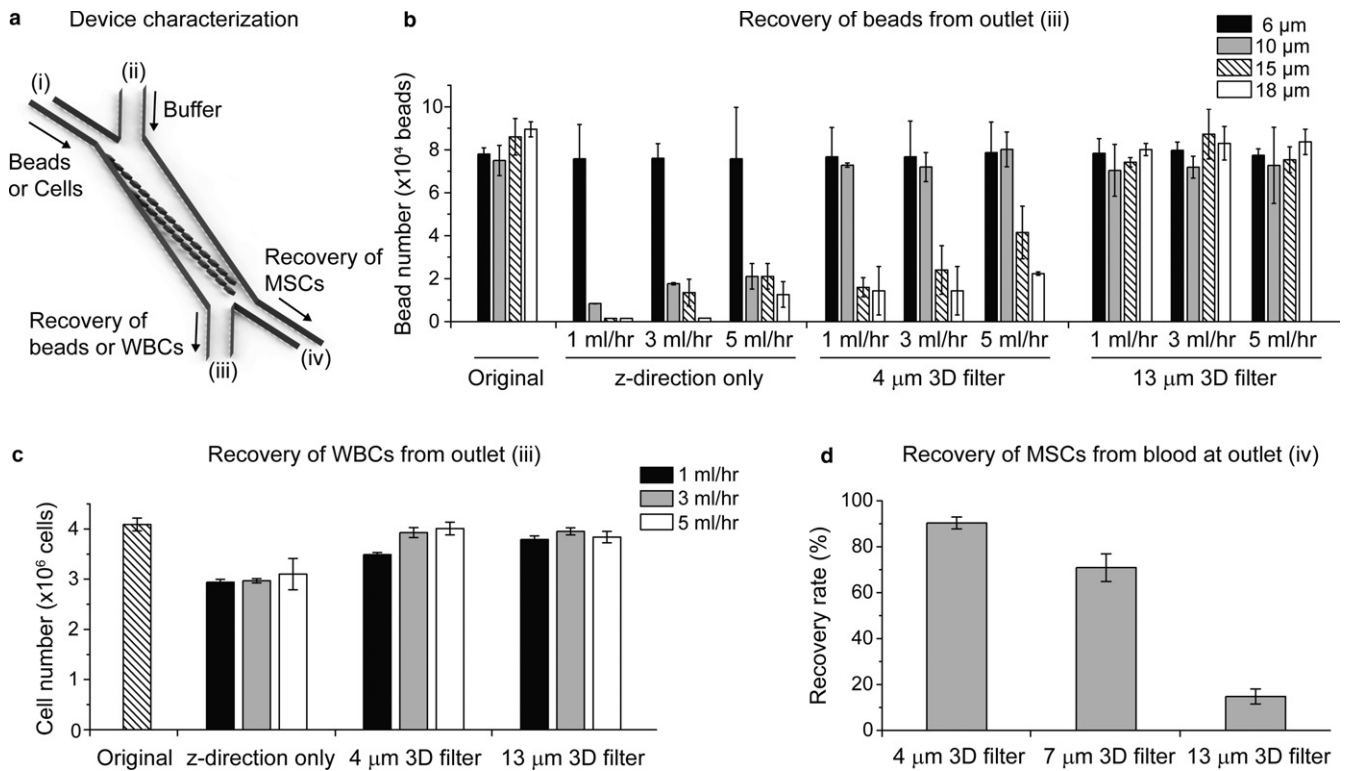 a Device characterization
(i)
(ii)
Buffer
Beads
or Cells
Recovery of
MSCs
Recovery of
beads or WBCs
(iii)
(iv)
b Recovery of beads from outlet (iii)
6 µm
10 µm
15 µm
18 µm
Bead number (x10⁴ beads)
10
8
6
4
2
0
1 ml/hr 3 ml/hr 5 ml/hr 1 ml/hr 3 ml/hr 5 ml/hr 1 ml/hr 3 ml/hr 5 ml/hr
Original z-direction only 4 µm 3D filter 13 µm 3D filter
c Recovery of WBCs from outlet (iii)
1 ml/hr
3 ml/hr
5 ml/hr
Cell number (x10⁶ cells)
4
3
2
1
0
Original z-direction only 4 µm 3D filter 13 µm 3D filter
d Recovery of MSCs from blood at outlet (iv)
Recovery rate (%)
100
80
60
40
20
0
4 µm 3D filter 7 µm 3D filter 13 µm 3D filter